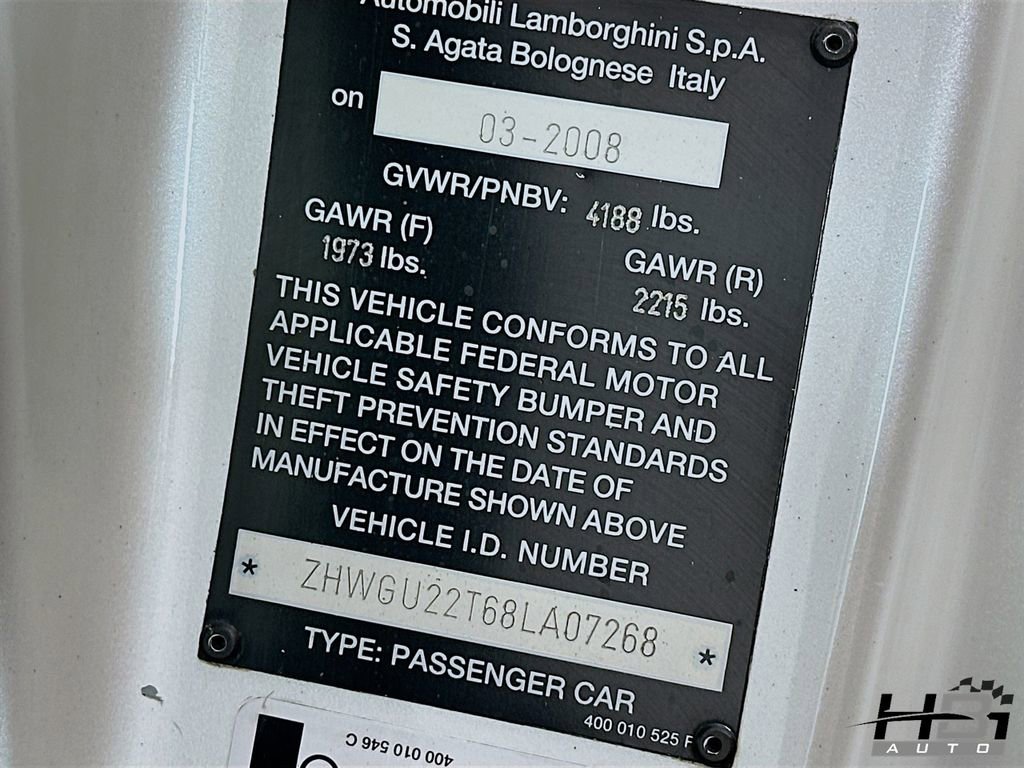 Automobili Lamborghini S.p.A.
S. Agata Bolognese Italy
on 03-2008
GVWR/PNBV: 4188 lbs.
GAWR (F) GAWR (R)
1973 lbs. 2215 lbs.
THIS VEHICLE CONFORMS TO ALL
APPLICABLE FEDERAL MOTOR
VEHICLE SAFETY BUMPER AND
THEFT PREVENTION STANDARDS
IN EFFECT ON THE DATE OF
MANUFACTURE SHOWN ABOVE
VEHICLE I.D. NUMBER
* ZHWGU22T68LA07268 *
TYPE: PASSENGER CAR
400 010 525
400 010 546 C
AUTO